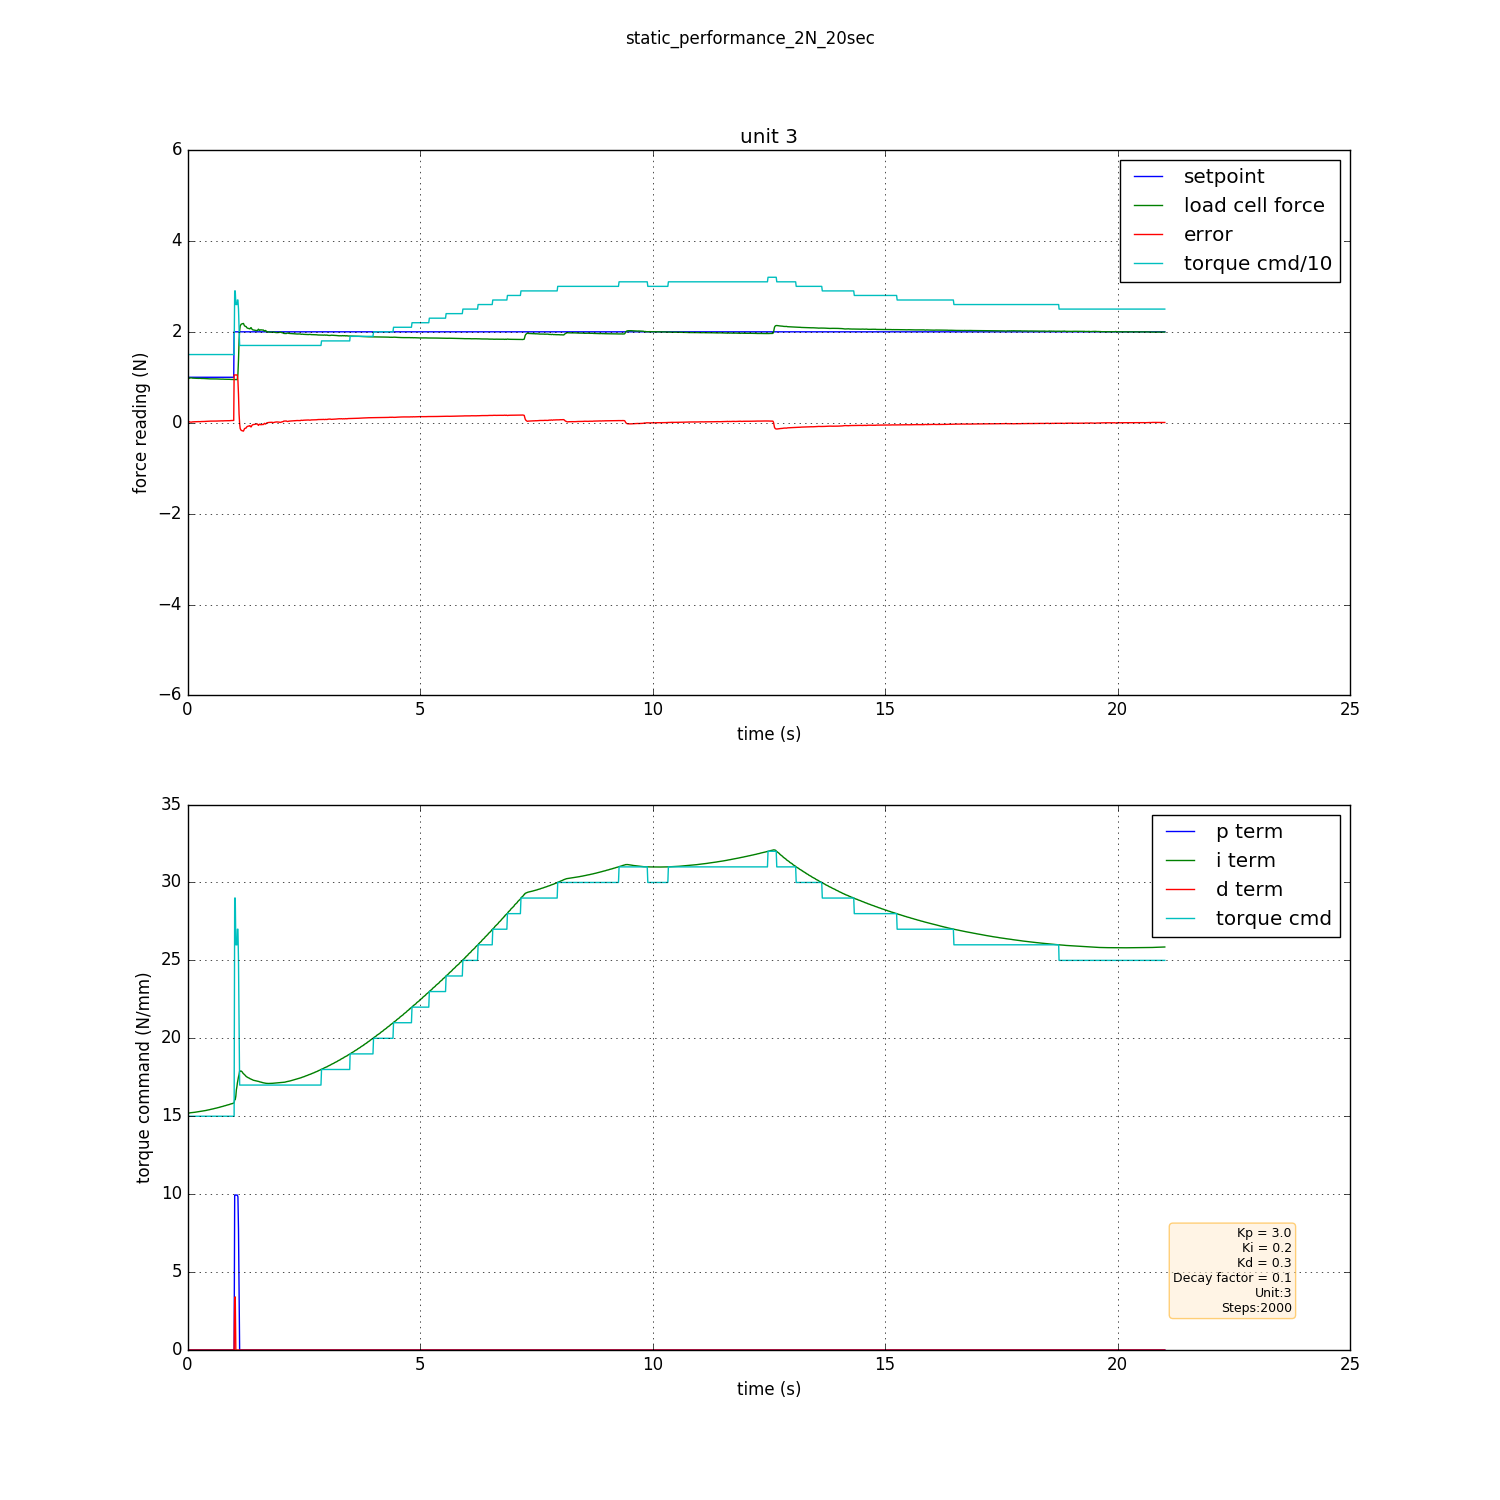 static_performance_2N_20sec
unit 3
6
4
2
0
−2
−4
−6
force reading (N)
setpoint
load cell force
error
torque cmd/10
0 5 10 15 20 25
time (s)
35
30
25
20
15
10
5
0
torque command (N/mm)
p term
i term
d term
torque cmd
Kp = 3.0
Ki = 0.2
Kd = 0.3
Decay factor = 0.1
Unit:3
Steps:2000
0 5 10 15 20 25
time (s)